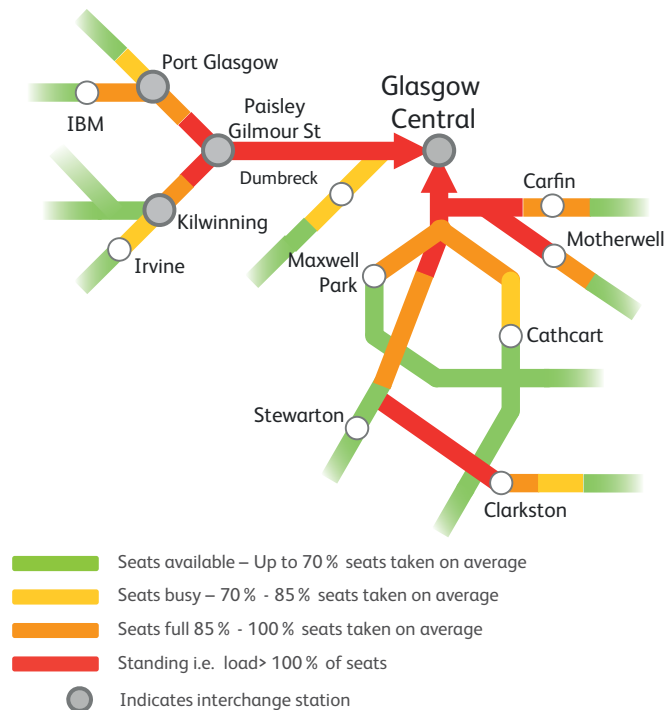 Port Glasgow
IBM
Paisley
Gilmour St
Glasgow
Central
Dumbreck
Carfin
Kilwinning
Irvine
Motherwell
Maxwell
Park
Cathcart
Stewarton
Clarkston
Seats available – Up to 70 % seats taken on average
Seats busy – 70 % - 85 % seats taken on average
Seats full 85 % - 100 % seats taken on average
Standing i.e. load> 100 % of seats
Indicates interchange station